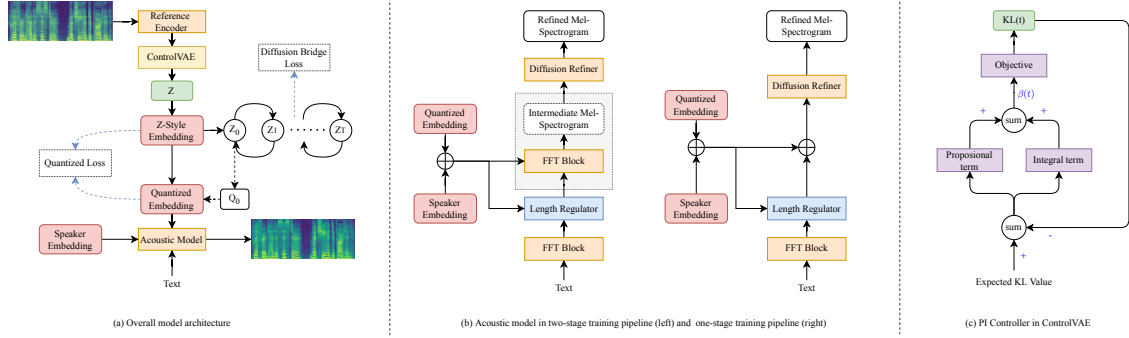 Reference
Encoder
ControlVAE
Z
Z-Style
Embedding
Quantized Loss
Quantized
Embedding
Speaker
Embedding
Acoustic Model
Text
Diffusion Bridge
Loss
Z0
Z1
ZT
Q0
(a) Overall model architecture
Refined Mel-
Spectrogram
Diffusion Refiner
Intermediate Mel-
Spectrogram
Quantized
Embedding
FFT Block
Speaker
Embedding
Length Regulator
FFT Block
Text
Refined Mel-
Spectrogram
Diffusion Refiner
Quantized
Embedding
Speaker
Embedding
Length Regulator
FFT Block
Text
(b) Acoustic model in two-stage training pipeline (left) and one-stage training pipeline (right)
KL(t)
Objective
β(t)
+ +
sum
Proposional
term
Integral term
sum
-
+
Expected KL Value
(c) PI Controller in ControlVAE